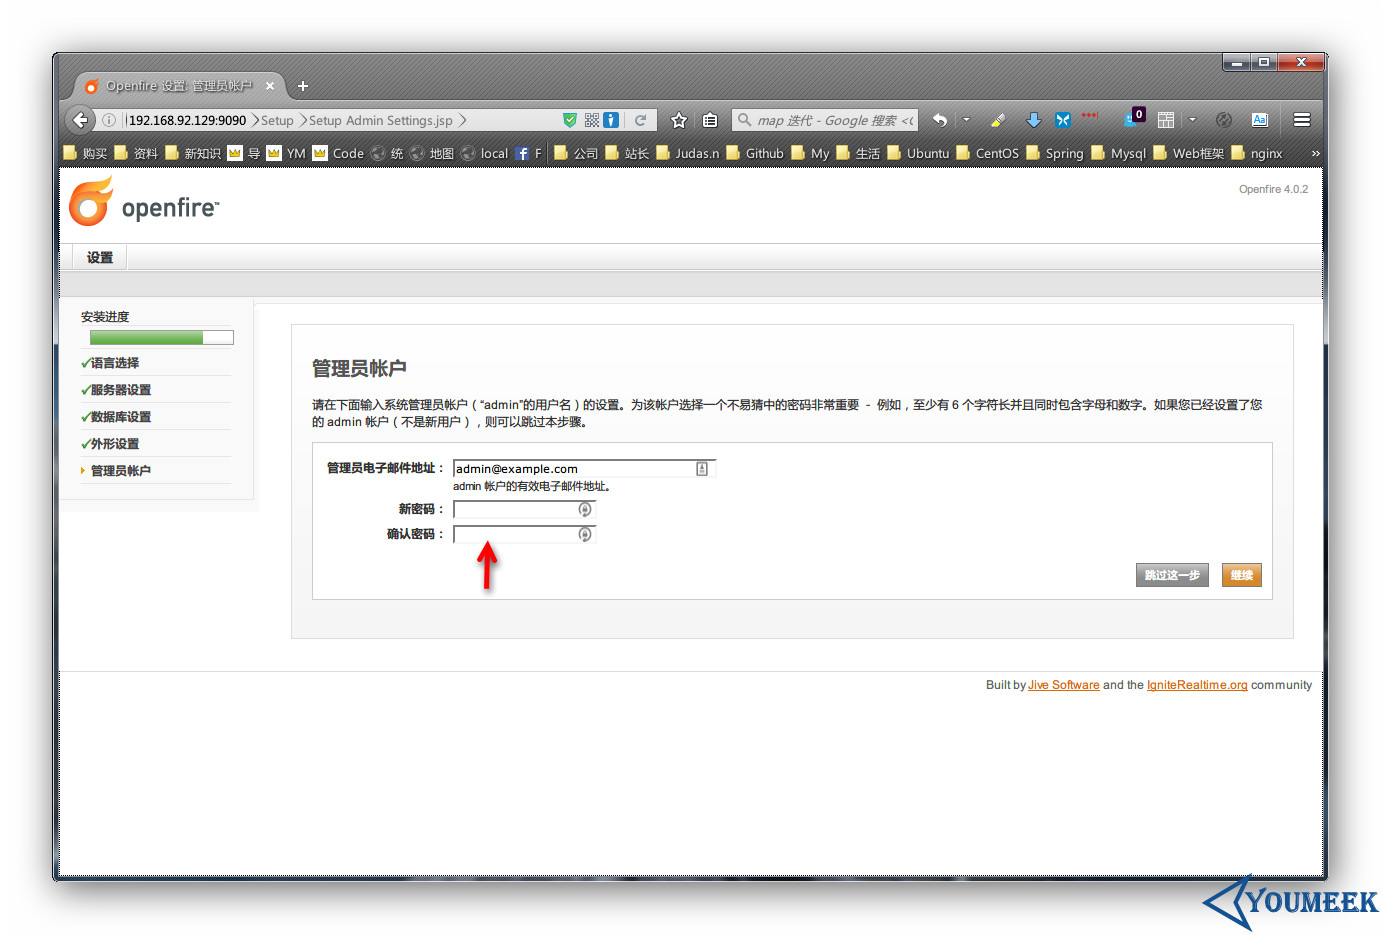 Openfire 设置: 管理员帐户
192.168.92.129:9090 Setup Setup Admin Settings.jsp
map 迭代 - Google 搜索 <(
0
Aa
购买 资料 新知识 导 YM Code 统 地图 local F 公司 站长 Judas.n Github My 生活 Ubuntu CentOS Spring Mysql Web框架 nginx »
openfire™
Openfire 4.0.2
设置
安装进度
语言选择
服务器设置
数据库设置
外形设置
管理员帐户
管理员帐户
请在下面输入系统管理员帐户（“admin”的用户名）的设置。为该帐户选择一个不易猜中的密码非常重要 － 例如，至少有 6 个字符长并且同时包含字母和数字。如果您已经设置了您
的 admin 帐户（不是新用户），则可以跳过本步骤。
管理员电子邮件地址： admin@example.com
admin 帐户的有效电子邮件地址。
新密码：
确认密码：
跳过这一步 继续
Built by Jive Software and the IgniteRealtime.org community
YOUMEEK